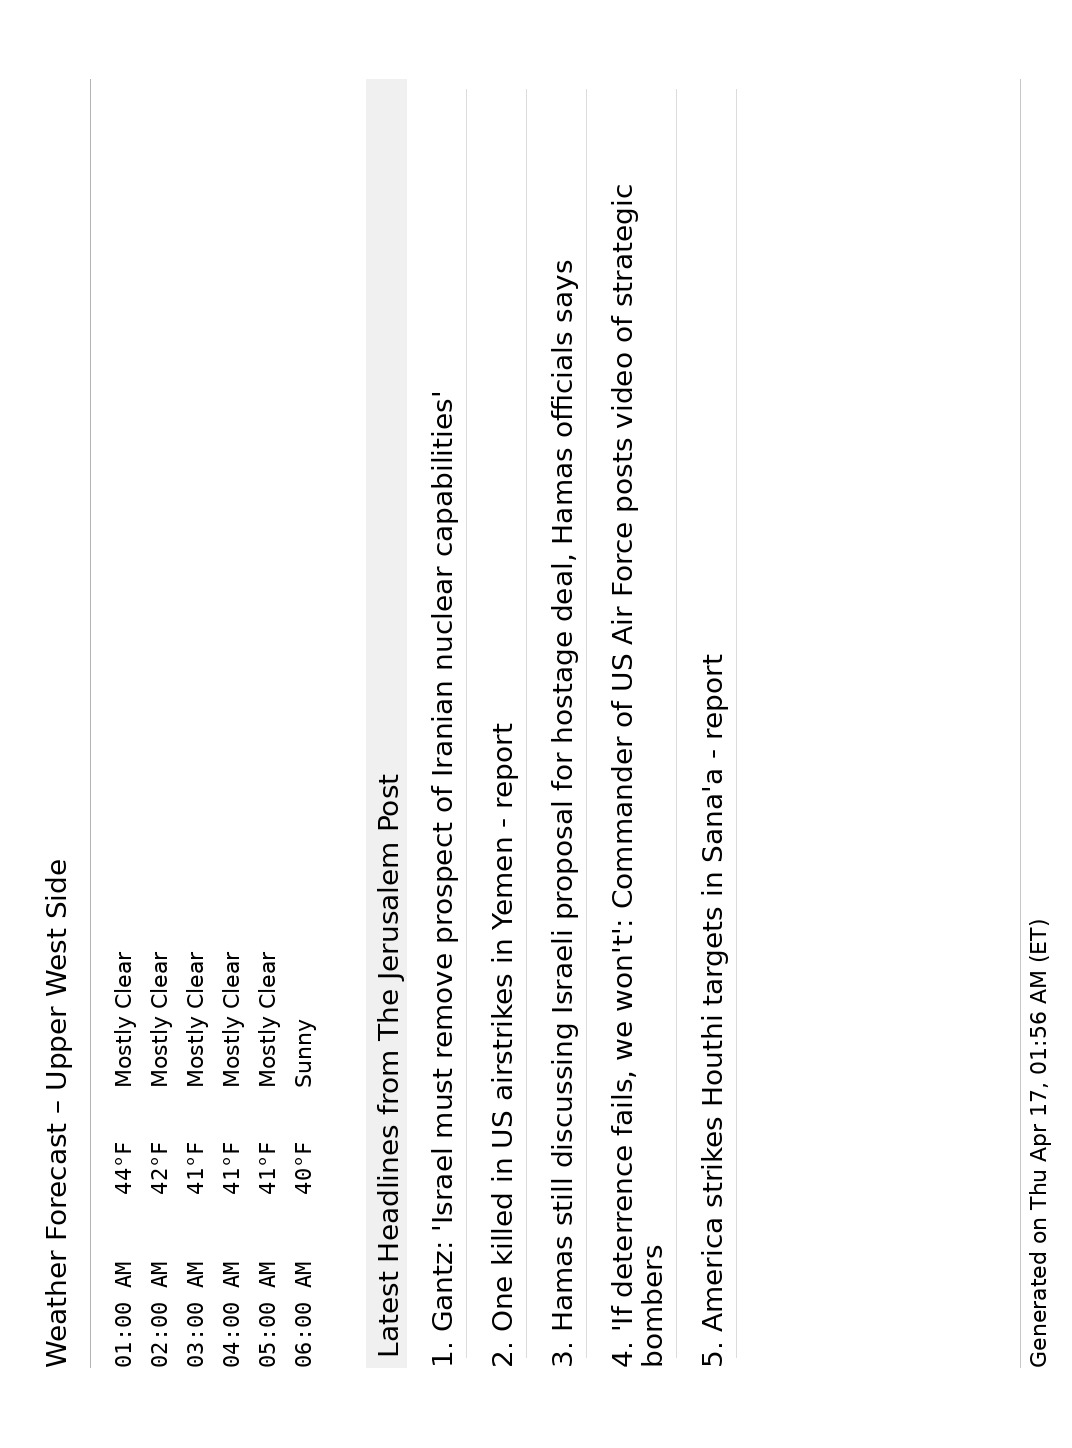 Weather Forecast – Upper West Side
01:00 AM 44°F Mostly Clear
02:00 AM 42°F Mostly Clear
03:00 AM 41°F Mostly Clear
04:00 AM 41°F Mostly Clear
05:00 AM 41°F Mostly Clear
06:00 AM 40°F Sunny
Latest Headlines from The Jerusalem Post
1. Gantz: 'Israel must remove prospect of Iranian nuclear capabilities'
2. One killed in US airstrikes in Yemen - report
3. Hamas still discussing Israeli proposal for hostage deal, Hamas officials says
4. 'If deterrence fails, we won't': Commander of US Air Force posts video of strategic
bombers
5. America strikes Houthi targets in Sana'a - report
Generated on Thu Apr 17, 01:56 AM (ET)